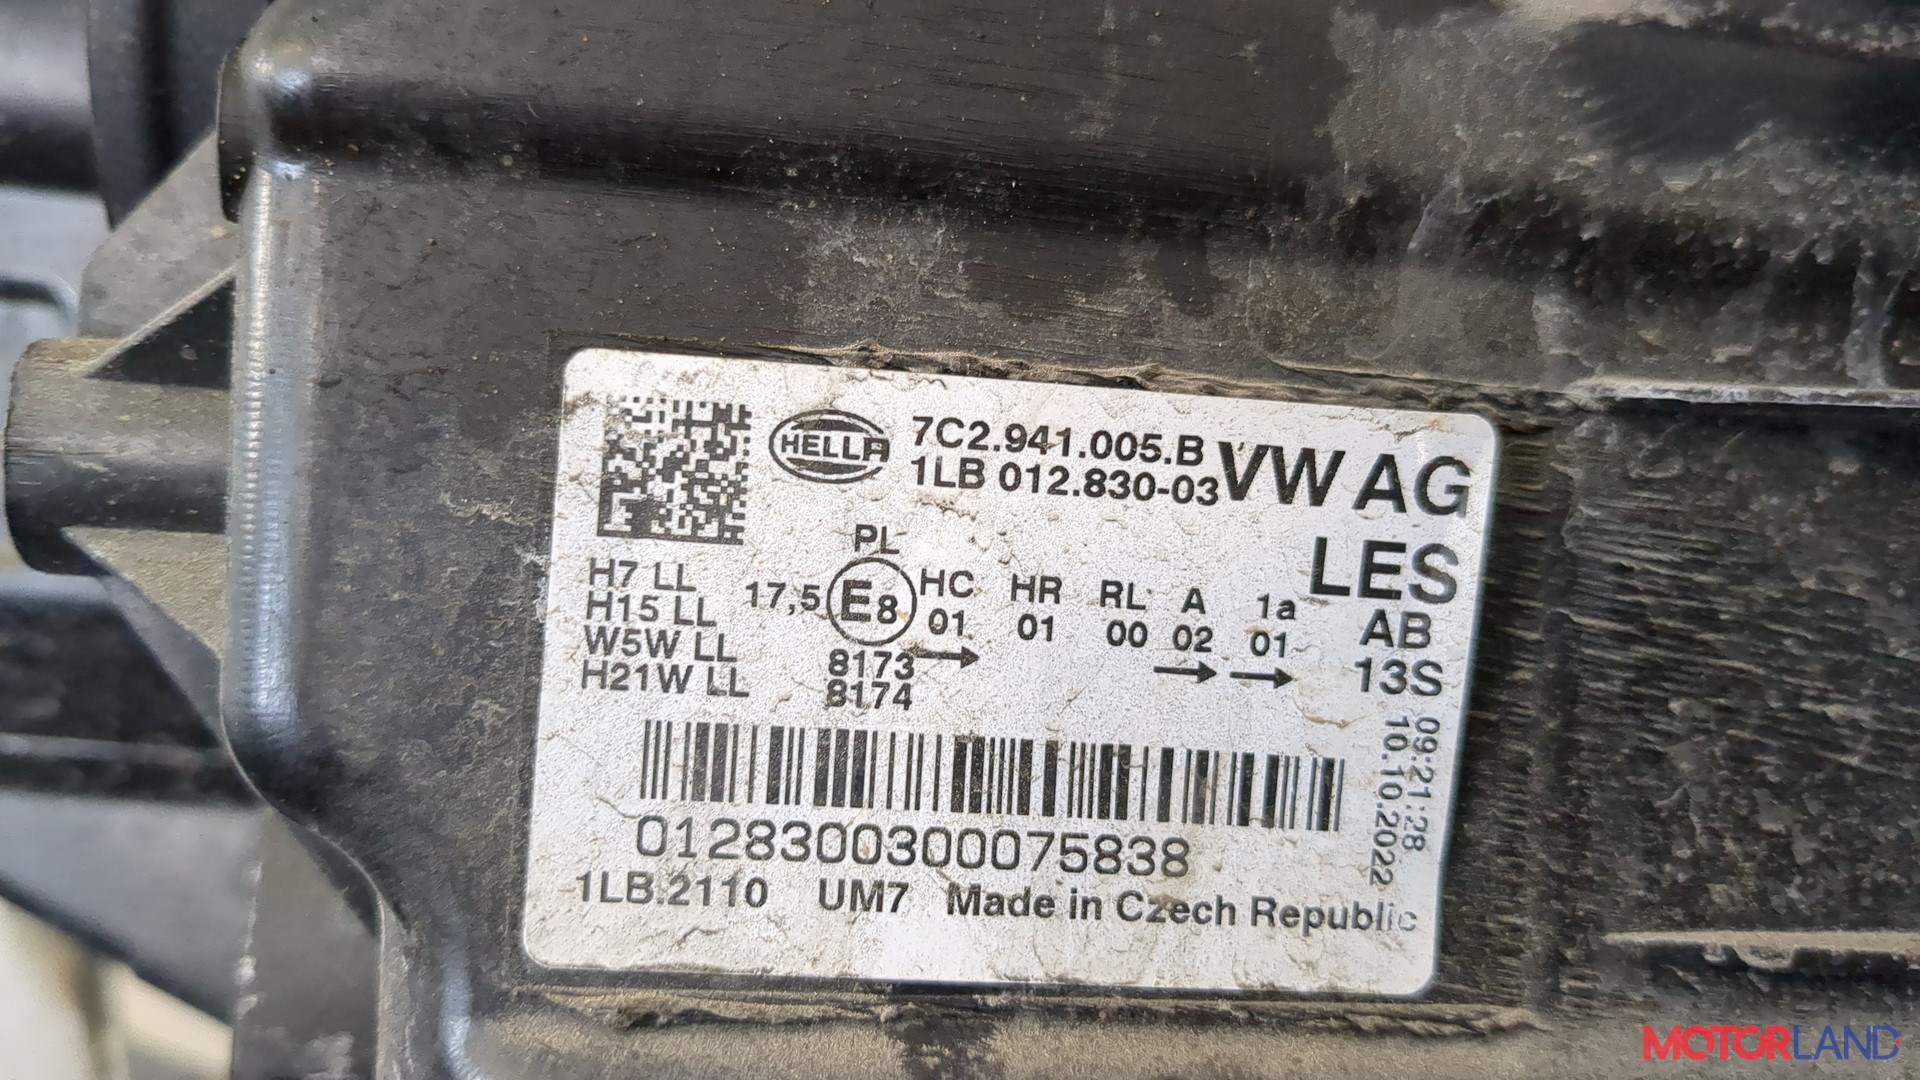 HELLA
7C2.941.005.B
1LB 012.830-03
VW AG
LES
AB
13S
PL
H7 LL
H15 LL
W5W LL
H21W LL
17,5
E8
8173
8174
HC HR RL A 1a
01 01 00 02 01
→ → →
09:21:28
10.10.2022
0128300300075838
1LB.2110 UM7 Made in Czech Republic
MOTORLAND